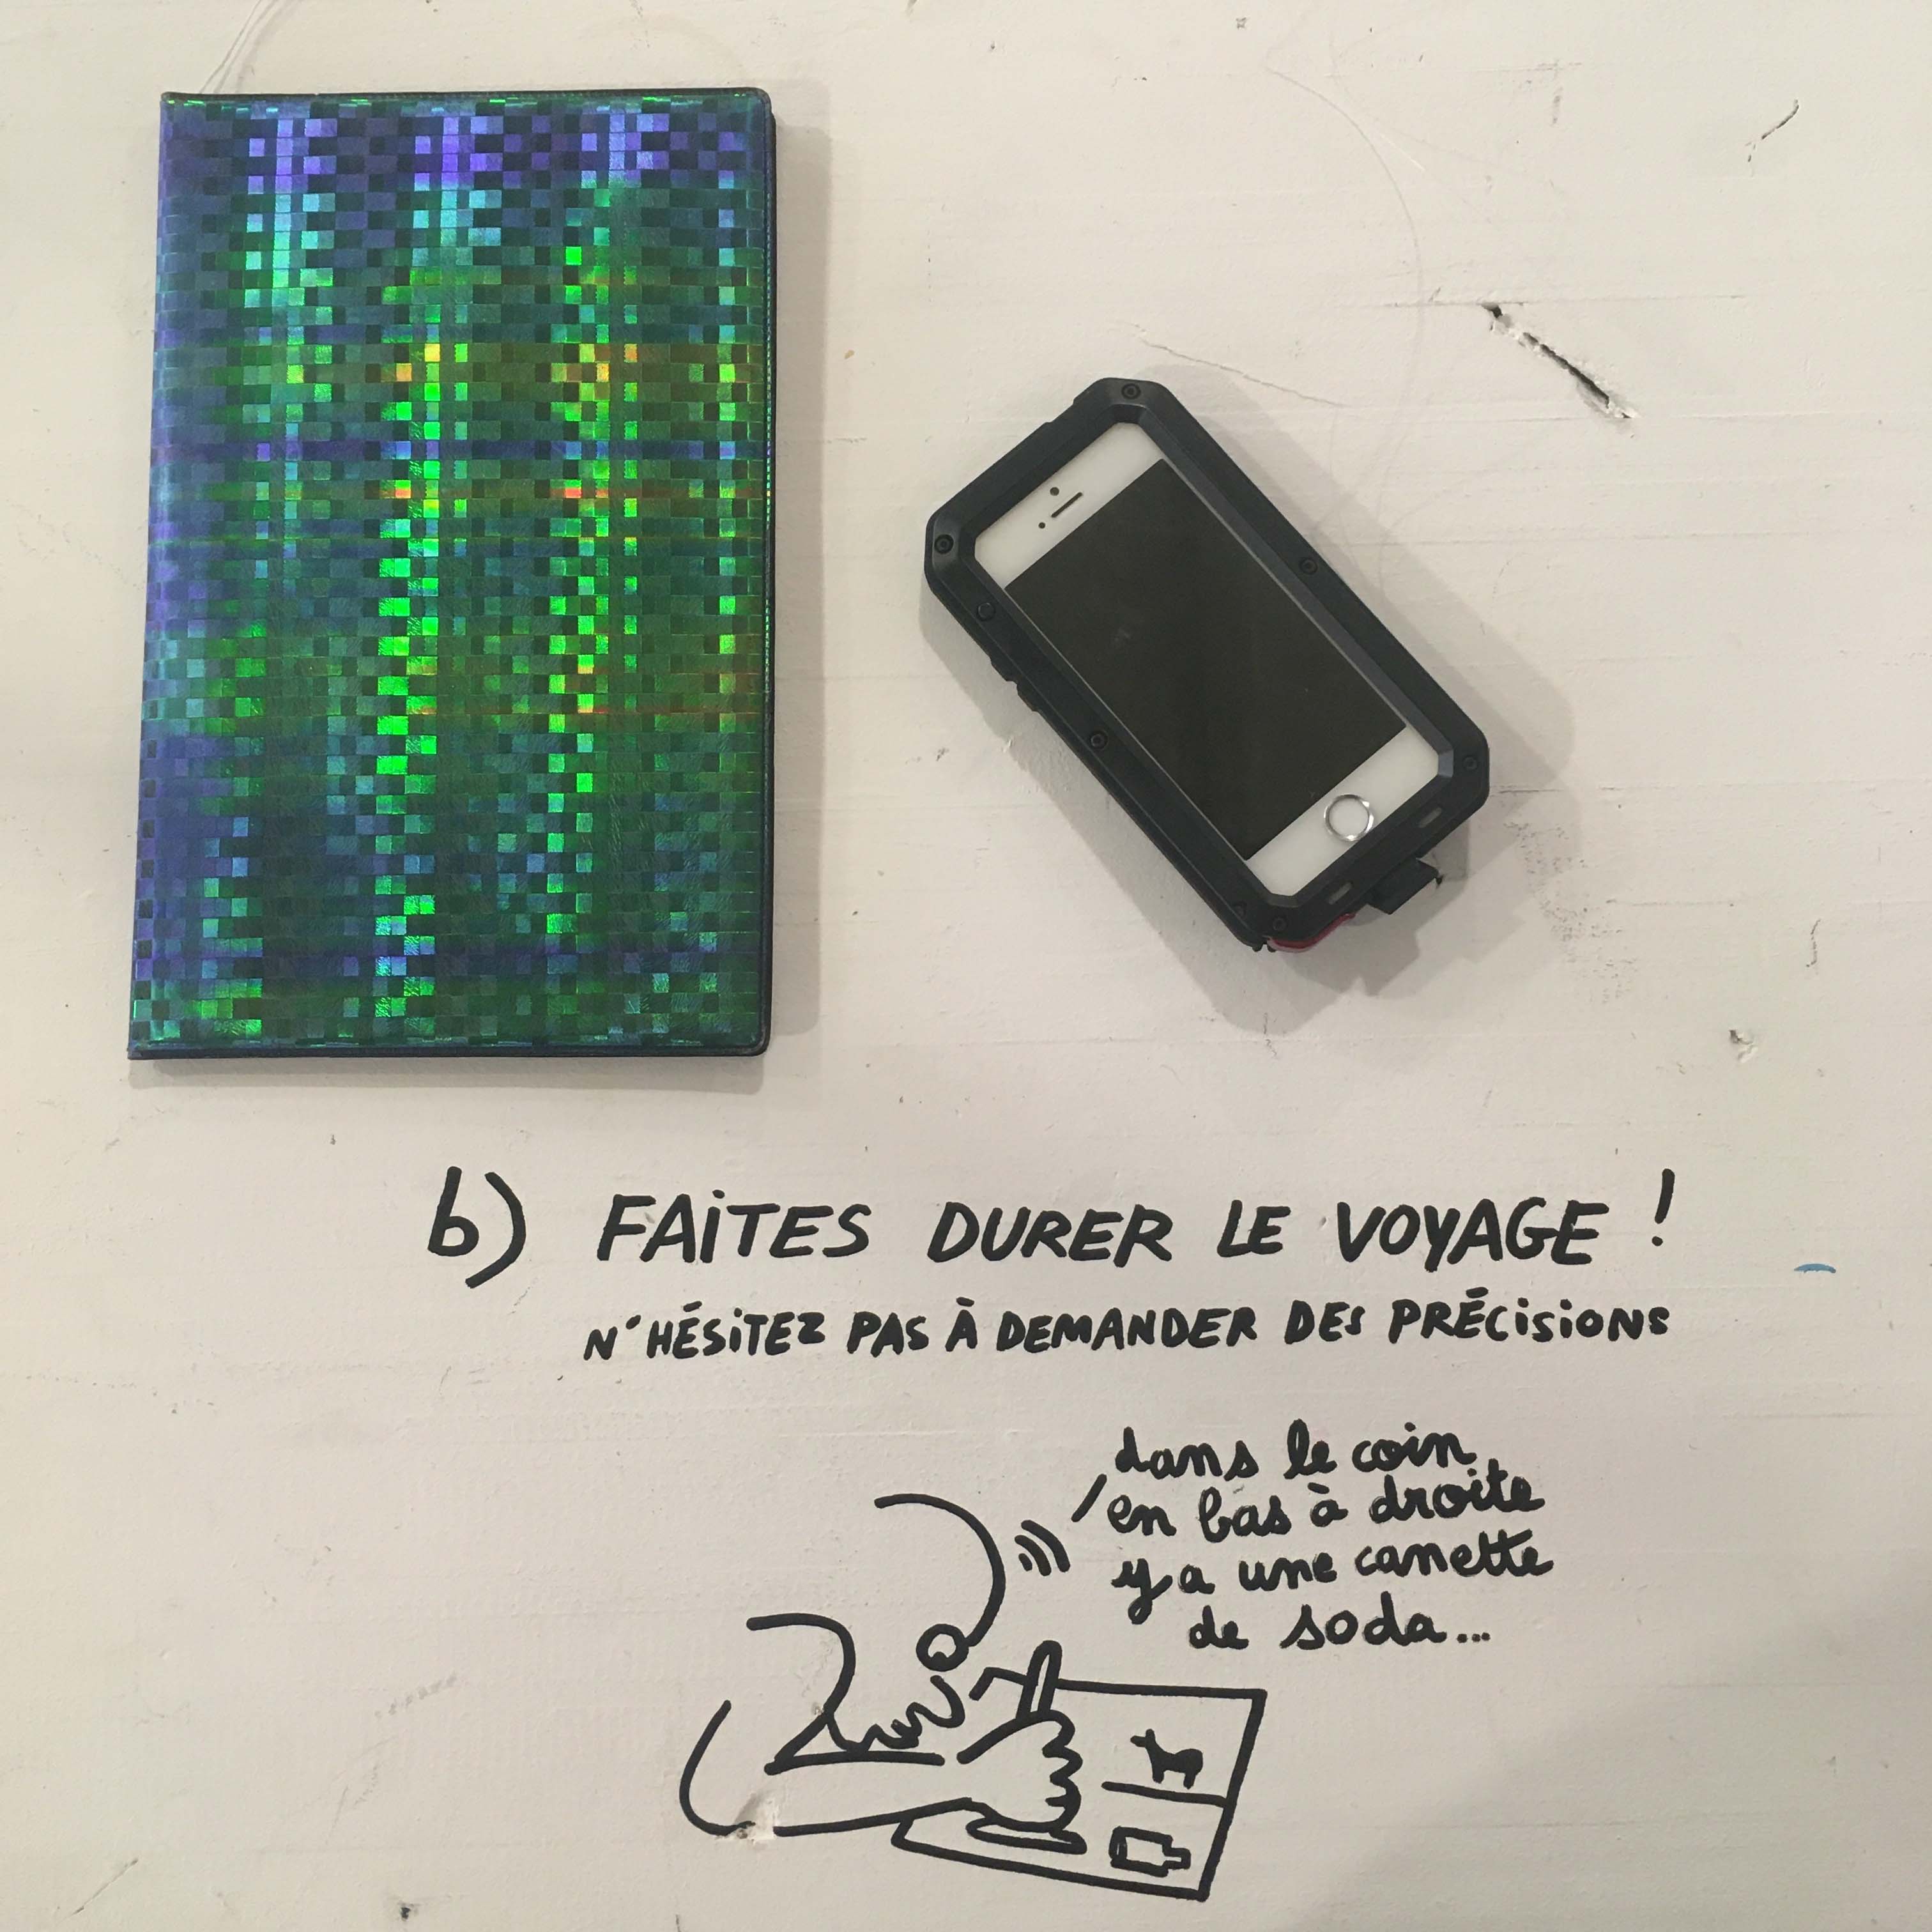 b) FAiTES DURER LE VOYAGE !
N'HÉSiTEZ PAS À DEMANDER DES PRÉCiSiONS
dans le coin
en bas à droite
y a une canette
de soda...